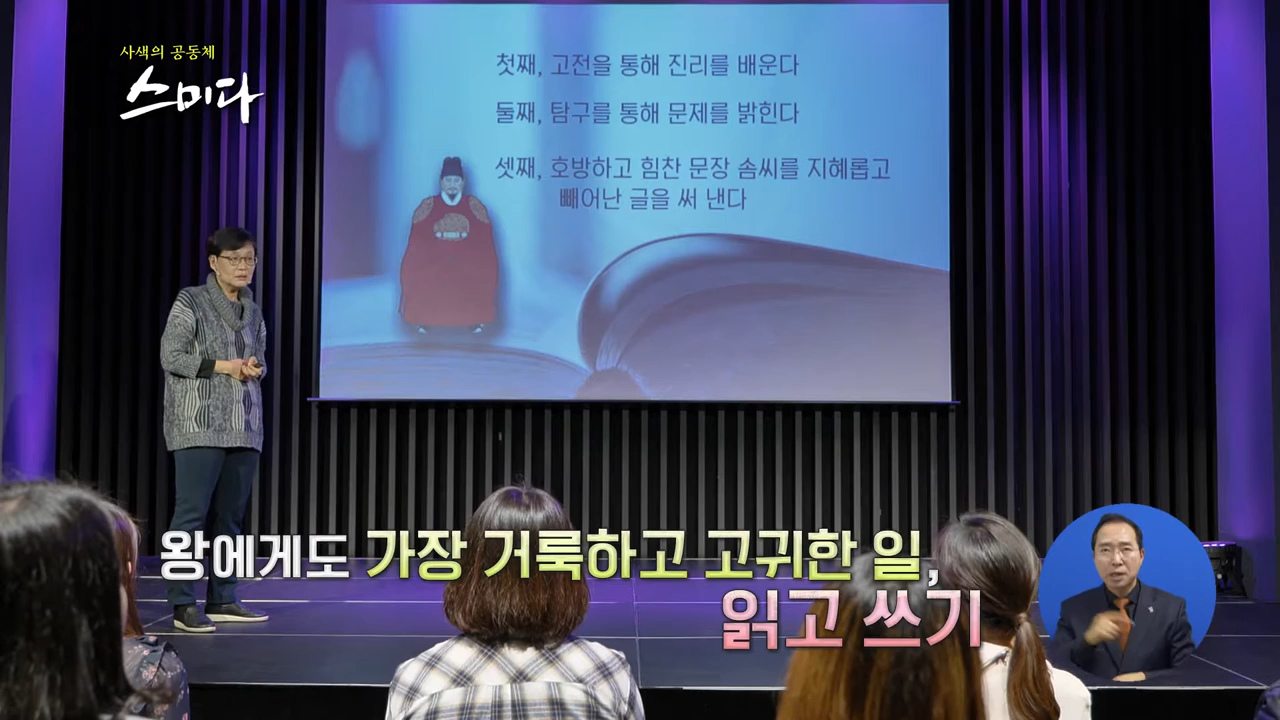 사색의 공동체
스미다
첫째, 고전을 통해 진리를 배운다
둘째, 탐구를 통해 문제를 밝힌다
셋째, 호방하고 힘찬 문장 솜씨를 지혜롭고
빼어난 글을 써 낸다
왕에게도 가장 거룩하고 고귀한 일,
읽고 쓰기